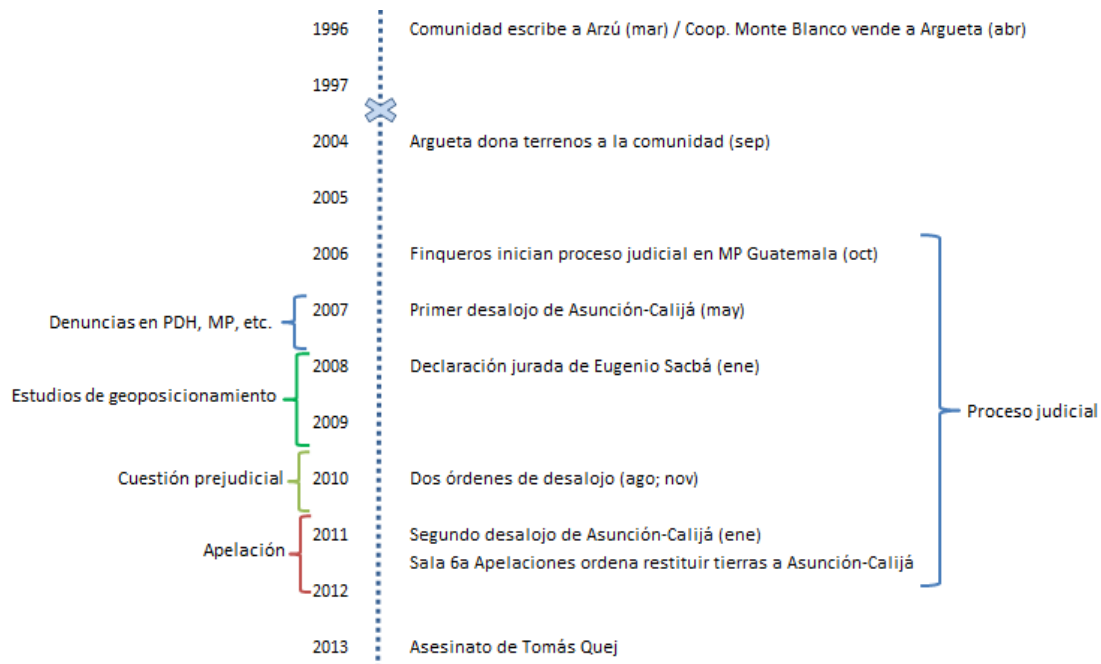 1996 Comunidad escribe a Arzú (mar) / Coop. Monte Blanco vende a Argueta (abr)
1997
2004 Argueta dona terrenos a la comunidad (sep)
2005
2006 Finqueros inician proceso judicial en MP Guatemala (oct)
Denuncias en PDH, MP, etc.
2007 Primer desalojo de Asunción-Calijá (may)
2008 Declaración jurada de Eugenio Sacbá (ene)
Estudios de geoposicionamiento
2009
Proceso judicial
Cuestión prejudicial
2010 Dos órdenes de desalojo (ago; nov)
2011 Segundo desalojo de Asunción-Calijá (ene)
Apelación
Sala 6a Apelaciones ordena restituir tierras a Asunción-Calijá
2012
2013 Asesinato de Tomás Quej